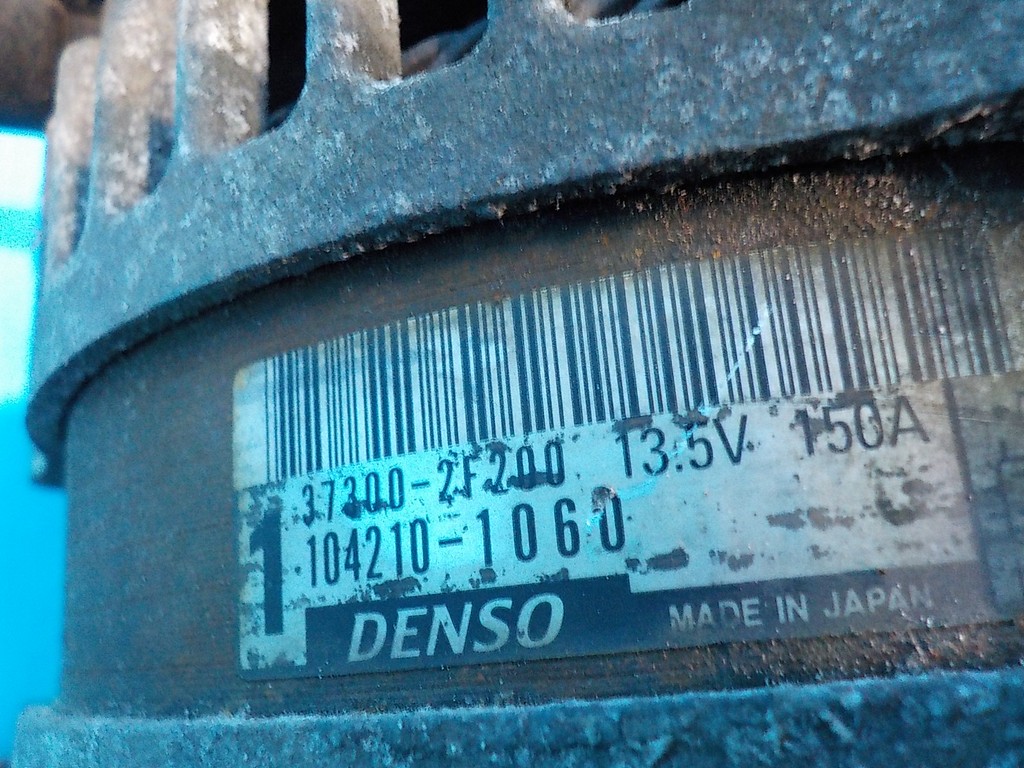 37300-2F200 13.5V 150A
104210-1060
1
DENSO MADE IN JAPAN